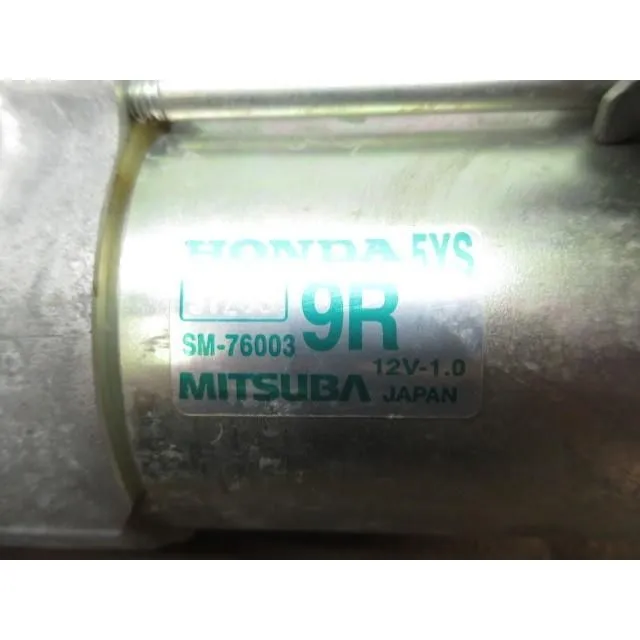 HONDA 5YS
9R
SM-76003
12V-1.0
MITSUBA JAPAN